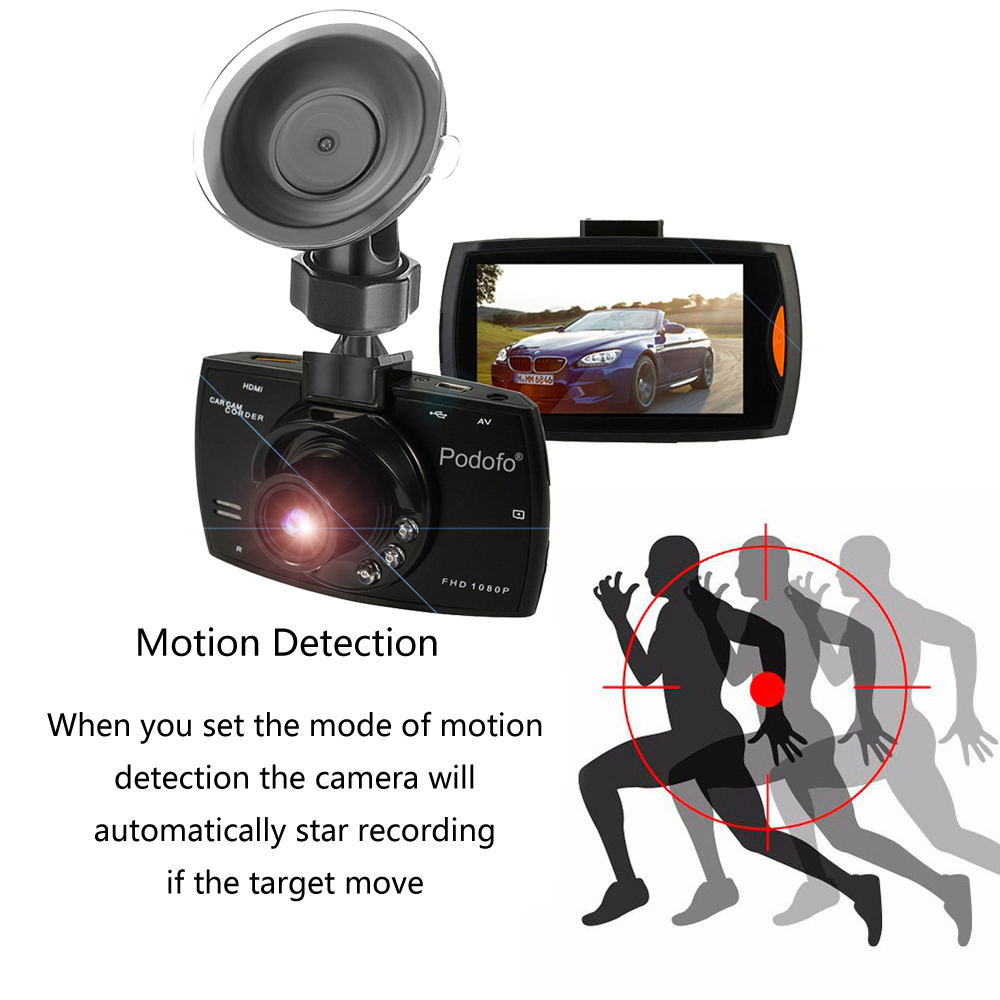 HDMI
CAR CAM
CORDER
AV
Podofo®
R
FHD 1080P
M·MM 6846
Motion Detection
When you set the mode of motion
detection the camera will
automatically star recording
if the target move